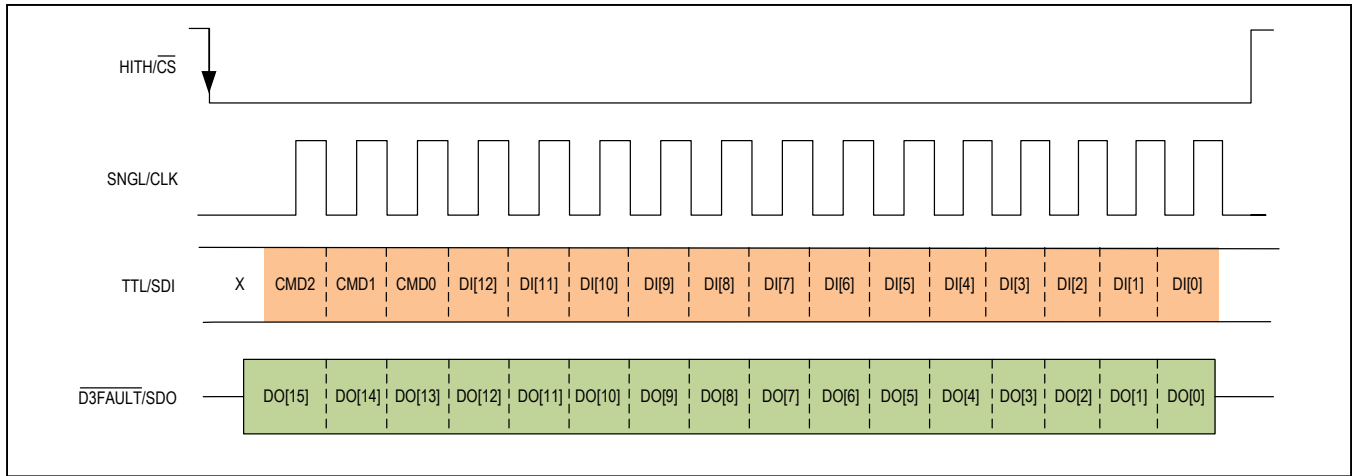 HITH/C̅S̅
SNGL/CLK
TTL/SDI X CMD2 CMD1 CMD0 DI[12] DI[11] DI[10] DI[9] DI[8] DI[7] DI[6] DI[5] DI[4] DI[3] DI[2] DI[1] DI[0]
D̅3̅F̅A̅U̅L̅T̅/SDO DO[15] DO[14] DO[13] DO[12] DO[11] DO[10] DO[9] DO[8] DO[7] DO[6] DO[5] DO[4] DO[3] DO[2] DO[1] DO[0]